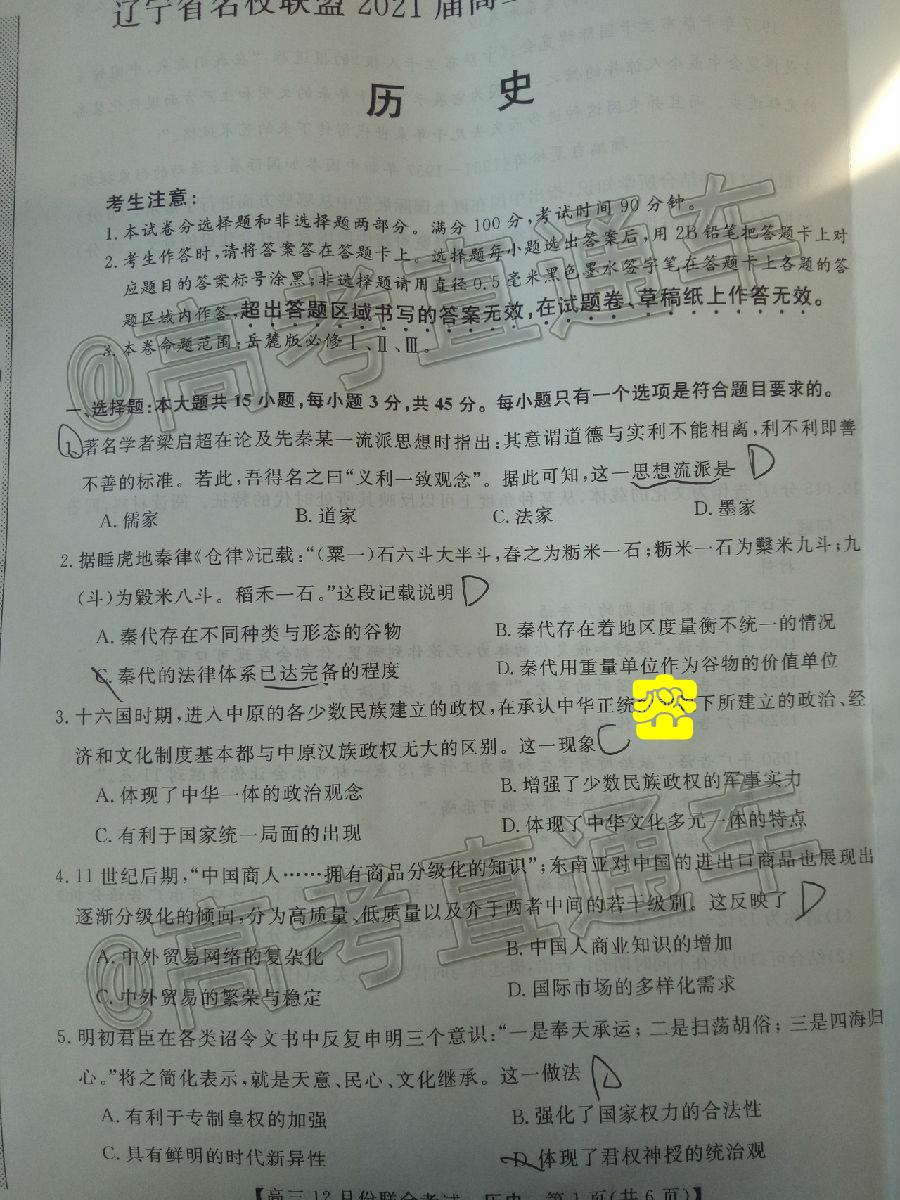 辽宁省名校联盟2021届高三
历 史
考生注意:
1.本试卷分选择题和非选择题两部分。满分100分,考试时间90分钟。
2.考生作答时,请将答案答在答题卡上。选择题每小题选出答案后,用2B铅笔把答题卡上对
应题目的答案标号涂黑;非选择题请用直径0.5毫米黑色墨水签字笔在答题卡上各题的答
题区域内作答,超出答题区域书写的答案无效,在试题卷、草稿纸上作答无效。
3.本卷命题范围:岳麓版必修Ⅰ、Ⅱ、Ⅲ。
一、选择题:本大题共15小题,每小题3分,共45分。每小题只有一个选项是符合题目要求的。
1.著名学者梁启超在论及先秦某一流派思想时指出:其意谓道德与实利不能相离,利不利即善
不善的标准。若此,吾得名之曰“义利一致观念”。据此可知,这一思想流派是 D
A.儒家 B.道家 C.法家 D.墨家
2.据睡虎地秦律《仓律》记载:“(粟一)石六斗大半斗,舂之为粝米一石;粝米一石为糳米九斗;九
(斗)为毇米八斗。稻禾一石。”这段记载说明 D
A.秦代存在不同种类与形态的谷物 B.秦代存在着地区度量衡不统一的情况
C.秦代的法律体系已达完备的程度 D.秦代用重量单位作为谷物的价值单位
3.十六国时期,进入中原的各少数民族建立的政权,在承认中华正统 下所建立的政治、经
济和文化制度基本都与中原汉族政权无大的区别。这一现象 C
A.体现了中华一体的政治观念 B.增强了少数民族政权的军事实力
C.有利于国家统一局面的出现 D.体现了中华文化多元一体的特点
4.11世纪后期,“中国商人……拥有商品分级化的知识”;东南亚对中国的进出口商品也展现出
逐渐分级化的倾向,分为高质量、低质量以及介于两者中间的若干级别。这反映了 D
A.中外贸易网络的复杂化 B.中国人商业知识的增加
C.中外贸易的繁荣与稳定 D.国际市场的多样化需求
5.明初君臣在各类诏令文书中反复申明三个意识:“一是奉天承运;二是扫荡胡俗;三是四海归
心。”将之简化表示,就是天意、民心、文化继承。这一做法
A.有利于专制皇权的加强 B.强化了国家权力的合法性
C.具有鲜明的时代新异性 D.体现了君权神授的统治观
【高三12月份联合考试·历史 第1页(共6页)】
@高考直通车
@高考直通车